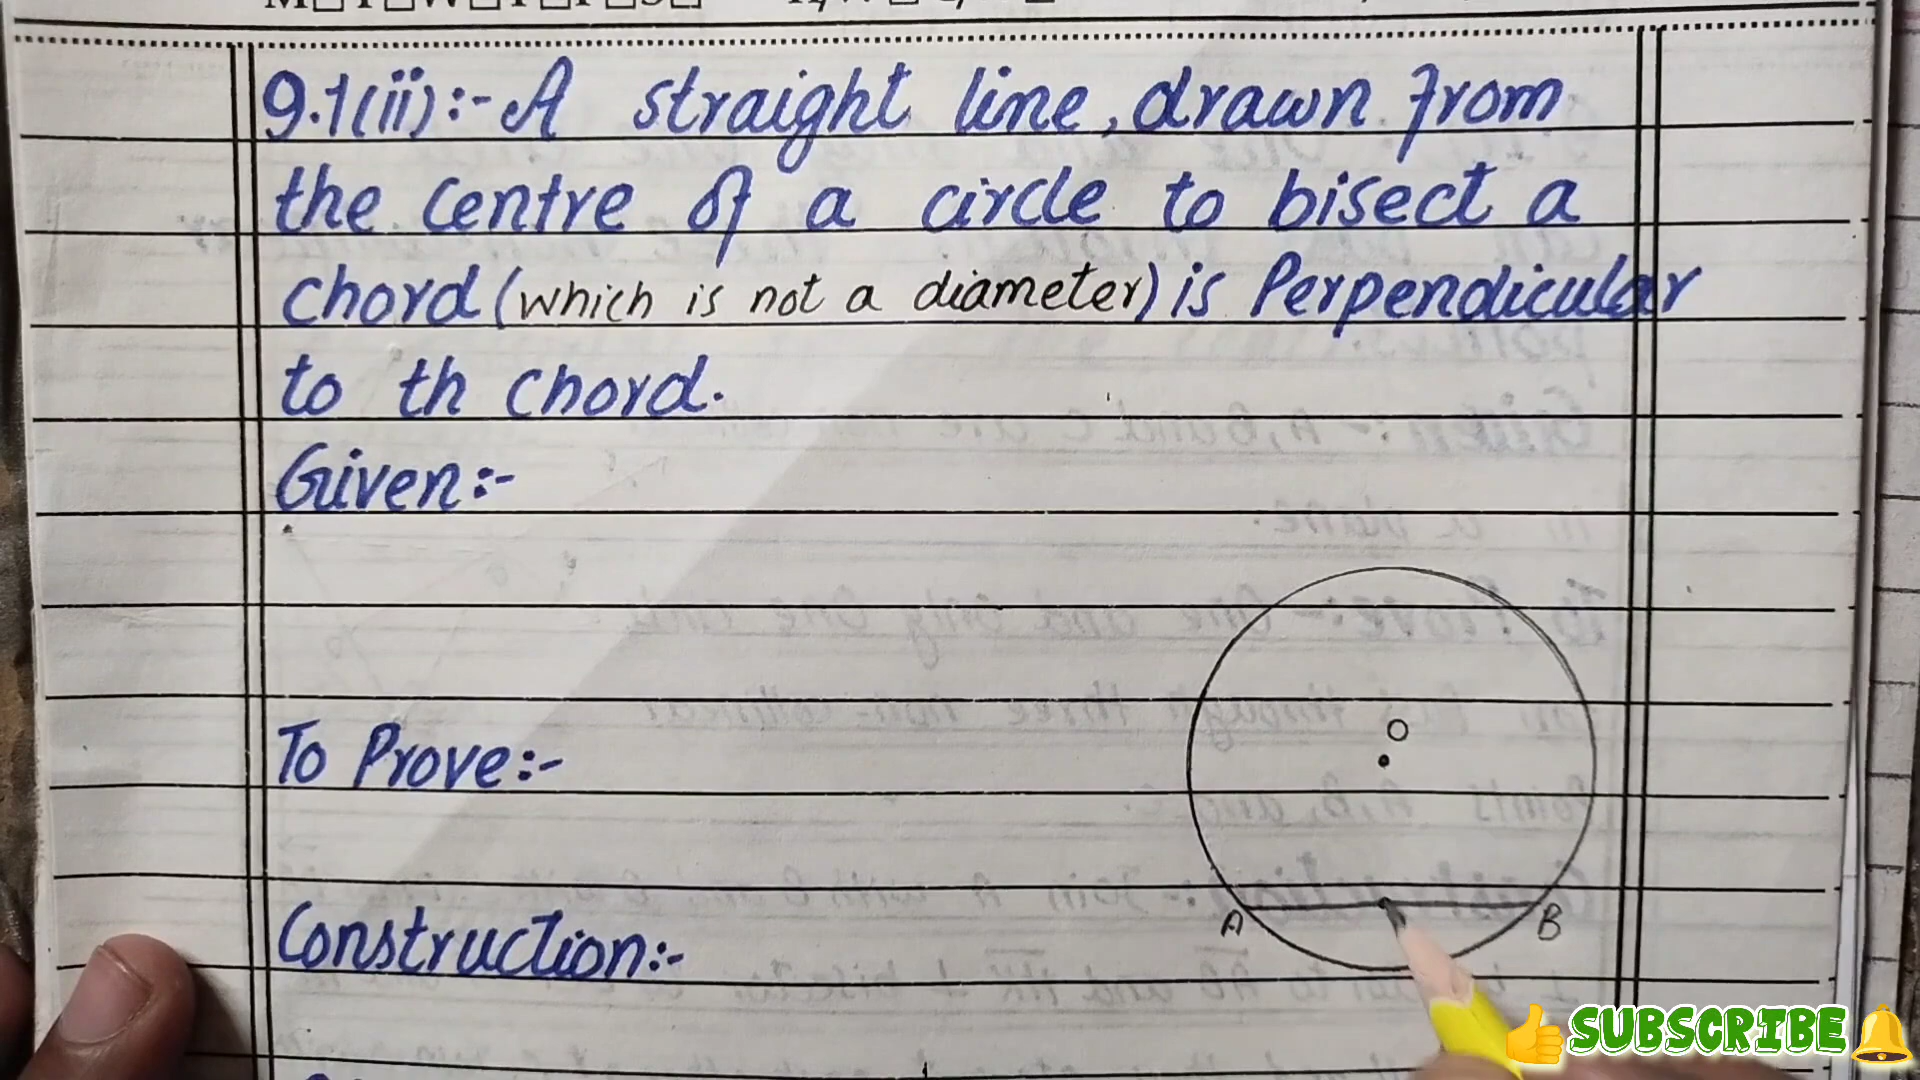 9.1(ii):- A straight line, drawn from
the centre of a circle to bisect a
chord (which is not a diameter) is Perpendicular
to th chord.
Given:-
To Prove:-
O
A B
Construction:-
SUBSCRIBE